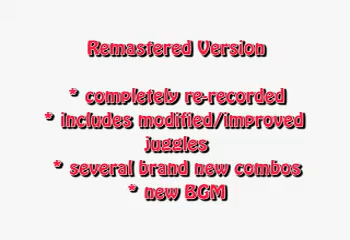 Remastered Version
* completely re-recorded
* includes modified/improved
juggles
* several brand new combos
* new BGM